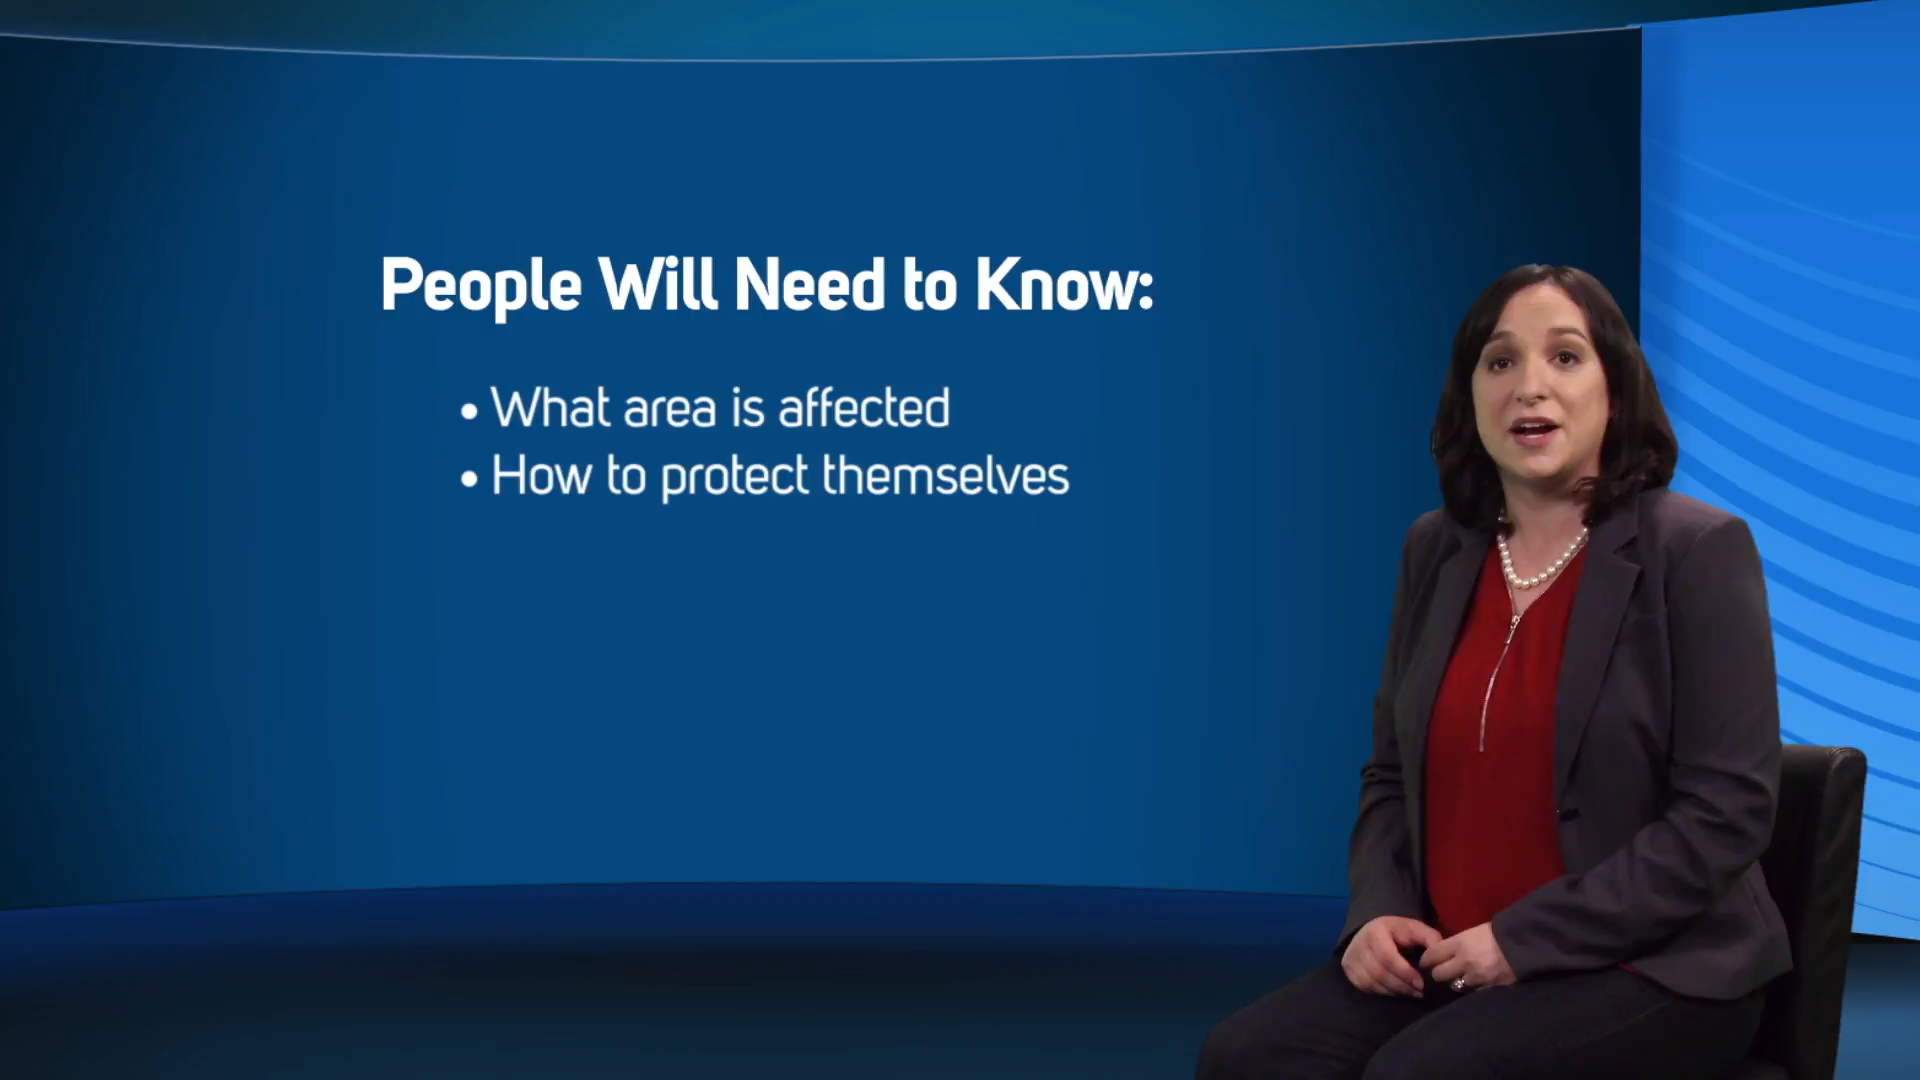 People Will Need to Know:
• What area is affected
• How to protect themselves